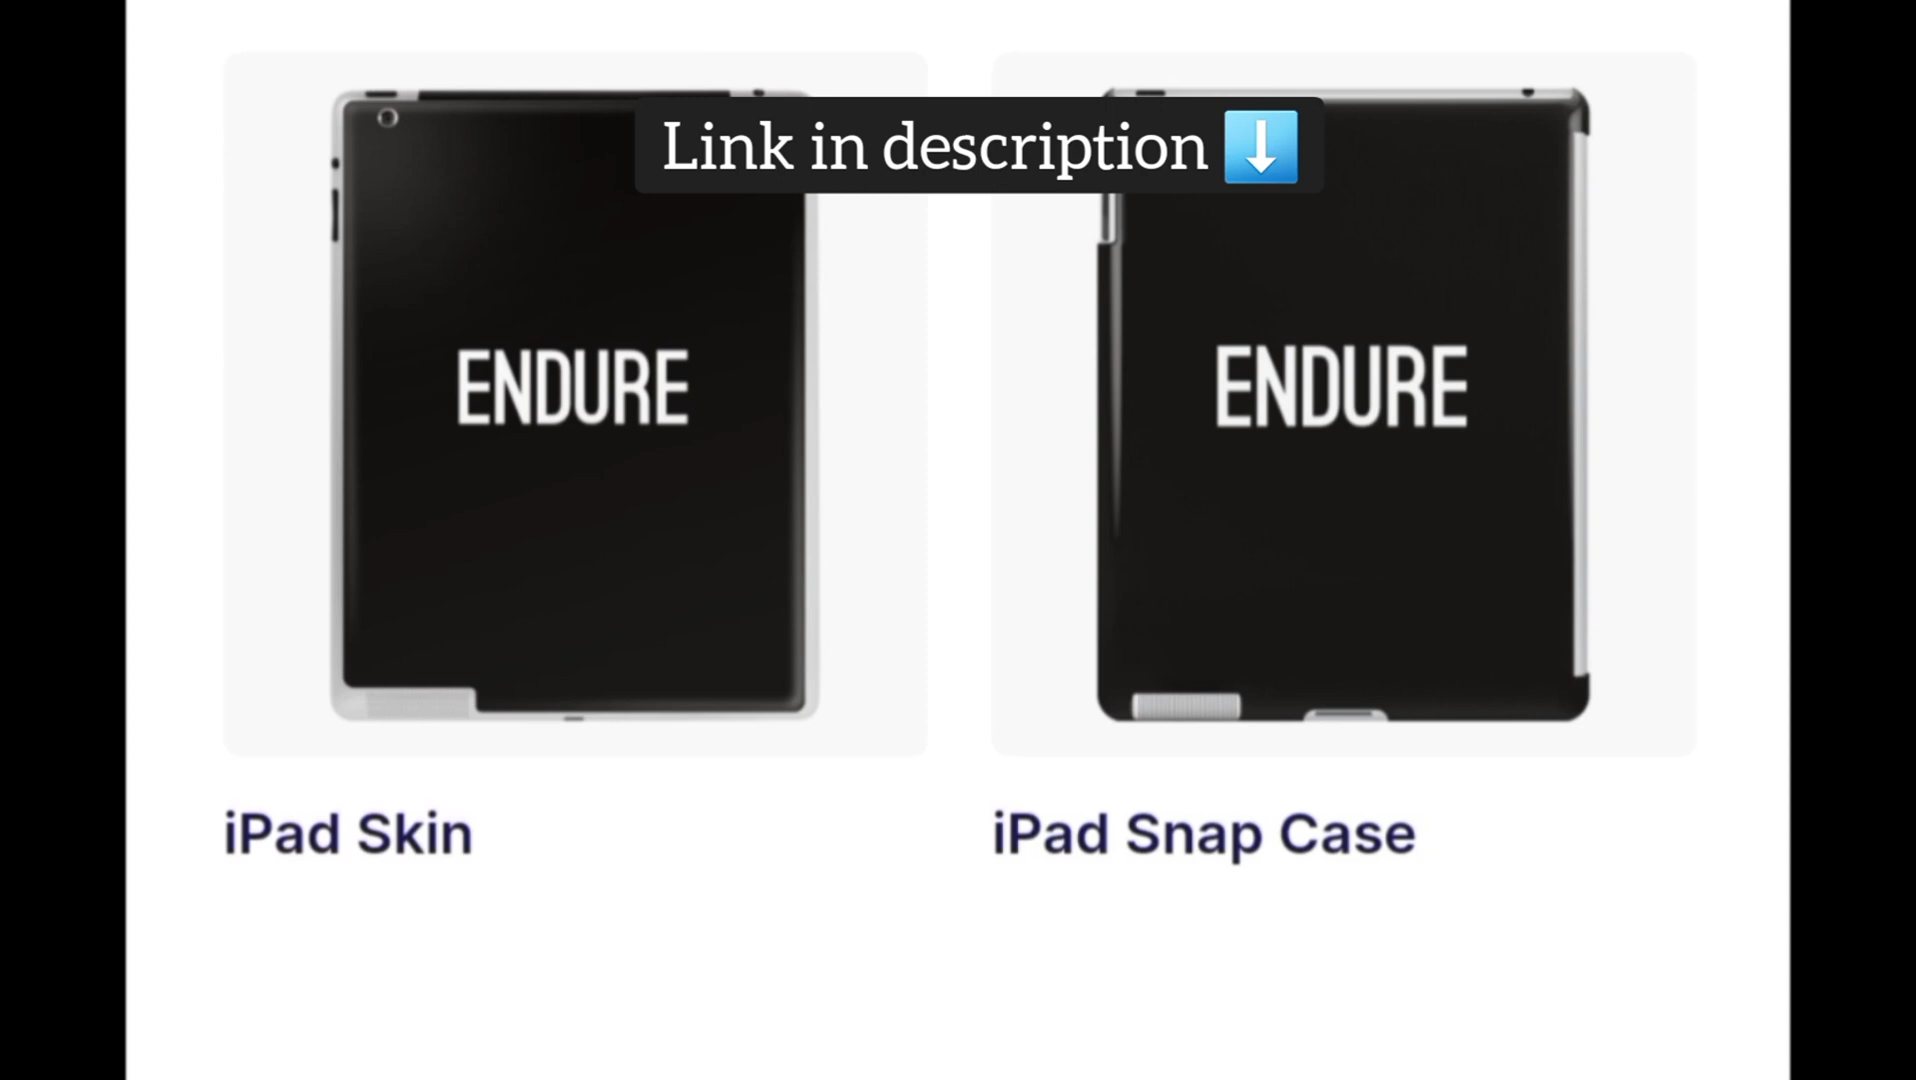 Link in description ⬇️
ENDURE
ENDURE
iPad Skin
iPad Snap Case